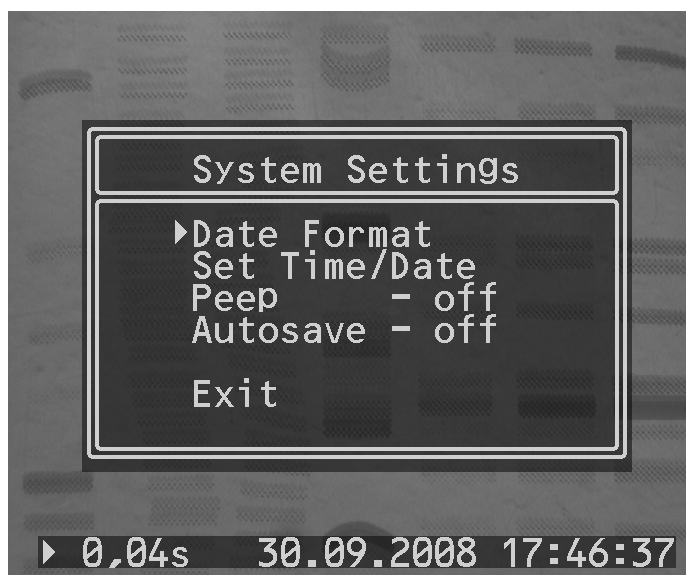 System Settings
Date Format
Set Time/Date
Peep - off
Autosave - off
Exit
0,04s 30.09.2008 17:46:37